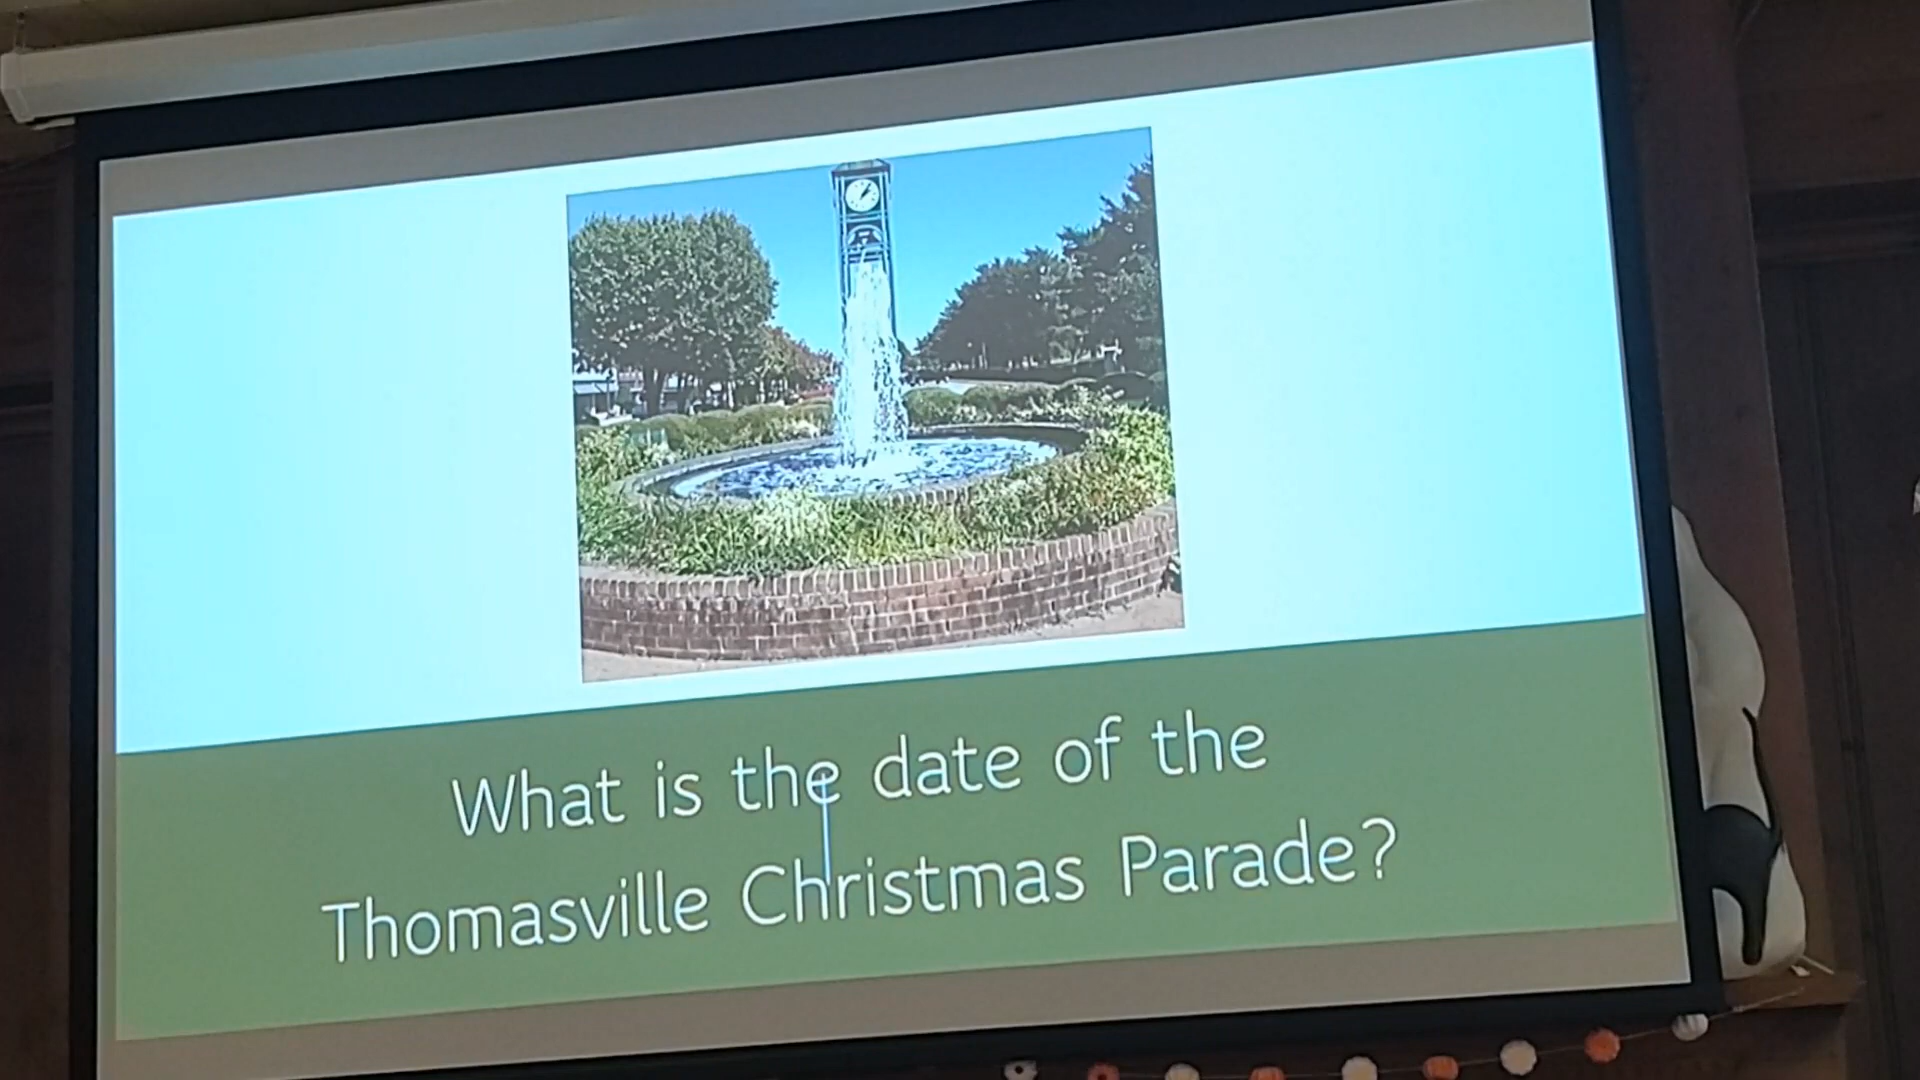 What is the date of the
Thomasville Christmas Parade?